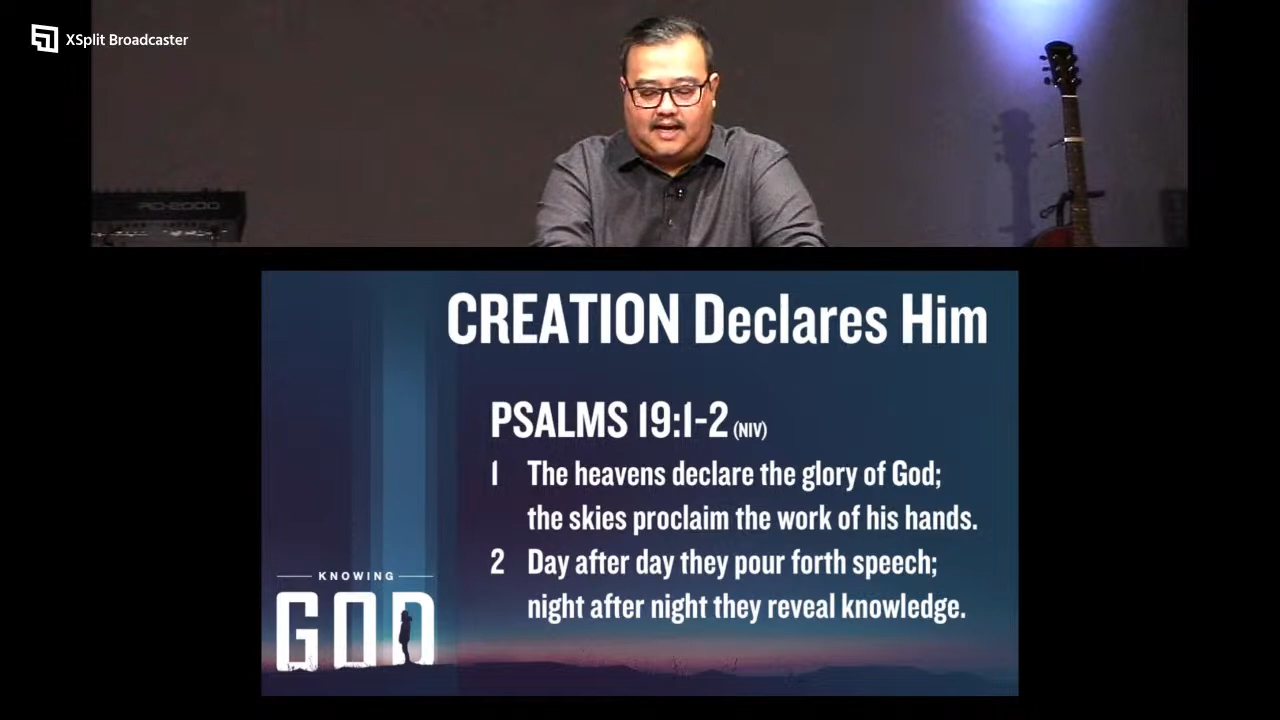 XSplit Broadcaster
CREATION Declares Him
PSALMS 19:1-2 (NIV)
1 The heavens declare the glory of God;
the skies proclaim the work of his hands.
2 Day after day they pour forth speech;
night after night they reveal knowledge.
KNOWING
GOD